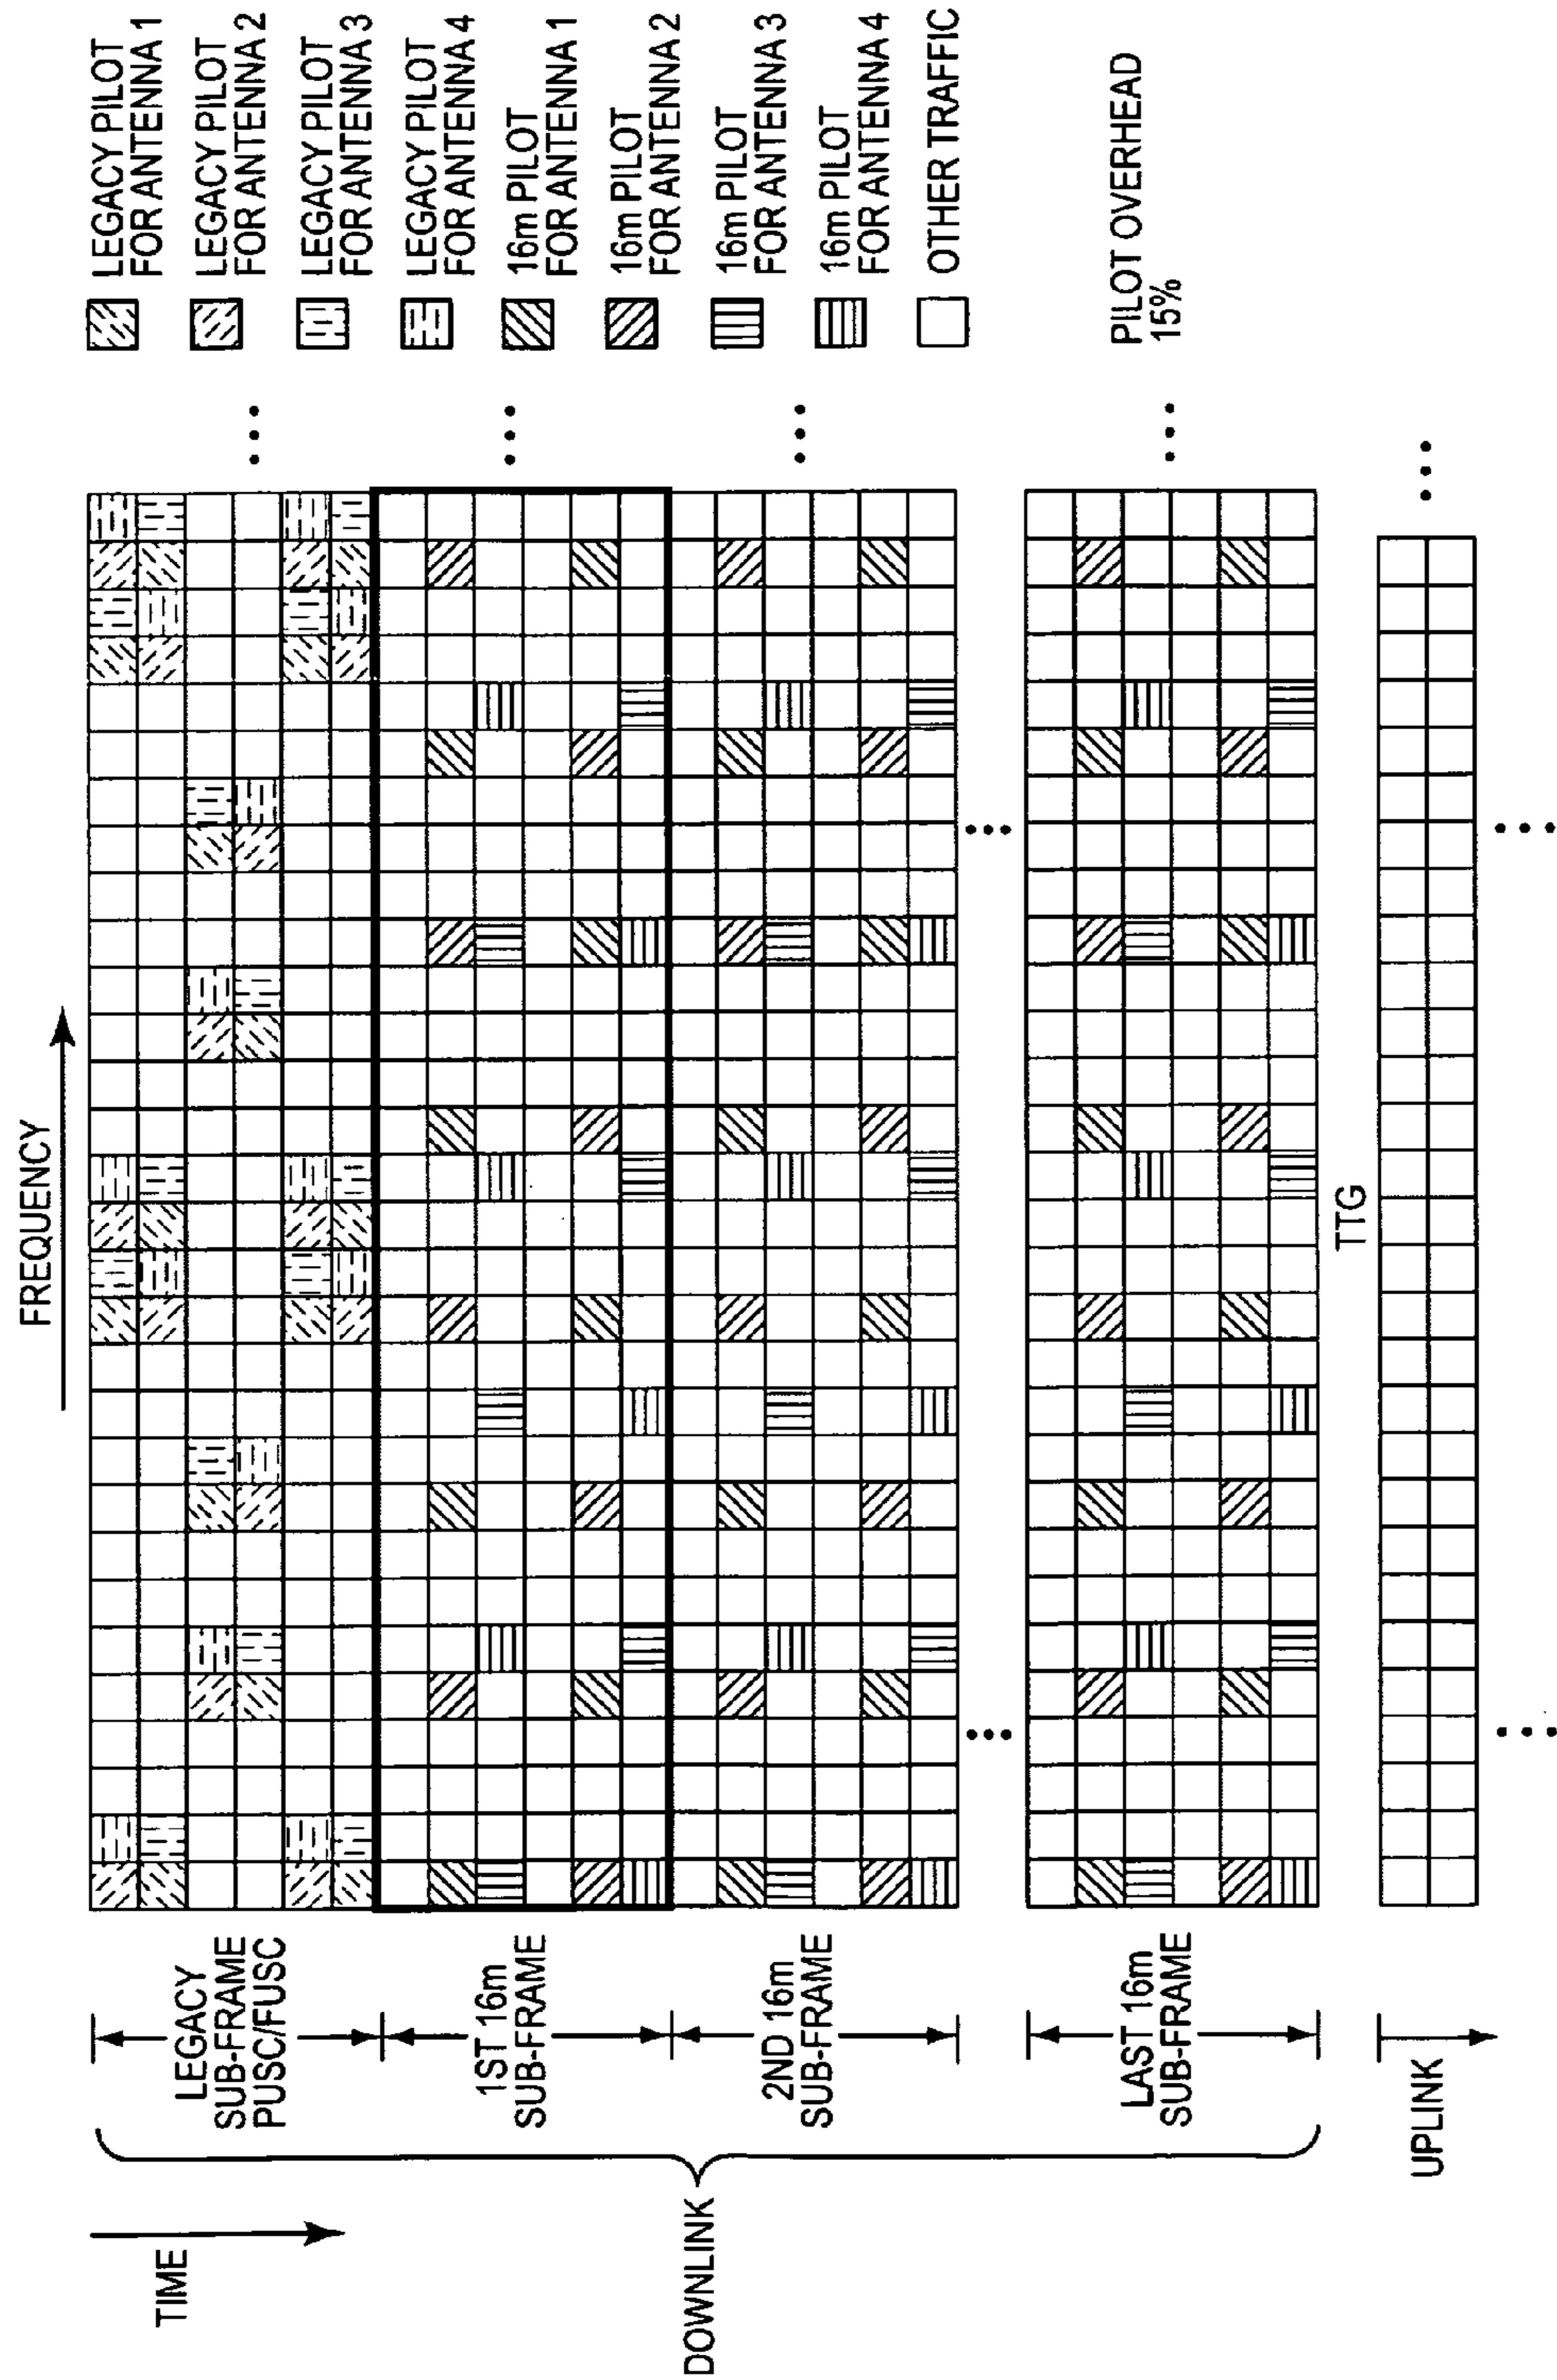 FREQUENCY
TIME
DOWNLINK
LEGACY
SUB-FRAME
PUSC/FUSC
1ST 16m
SUB-FRAME
2ND 16m
SUB-FRAME
LAST 16m
SUB-FRAME
TTG
UPLINK
LEGACY PILOT
FOR ANTENNA 1
LEGACY PILOT
FOR ANTENNA 2
LEGACY PILOT
FOR ANTENNA 3
LEGACY PILOT
FOR ANTENNA 4
16m PILOT
FOR ANTENNA 1
16m PILOT
FOR ANTENNA 2
16m PILOT
FOR ANTENNA 3
16m PILOT
FOR ANTENNA 4
OTHER TRAFFIC
PILOT OVERHEAD
15%